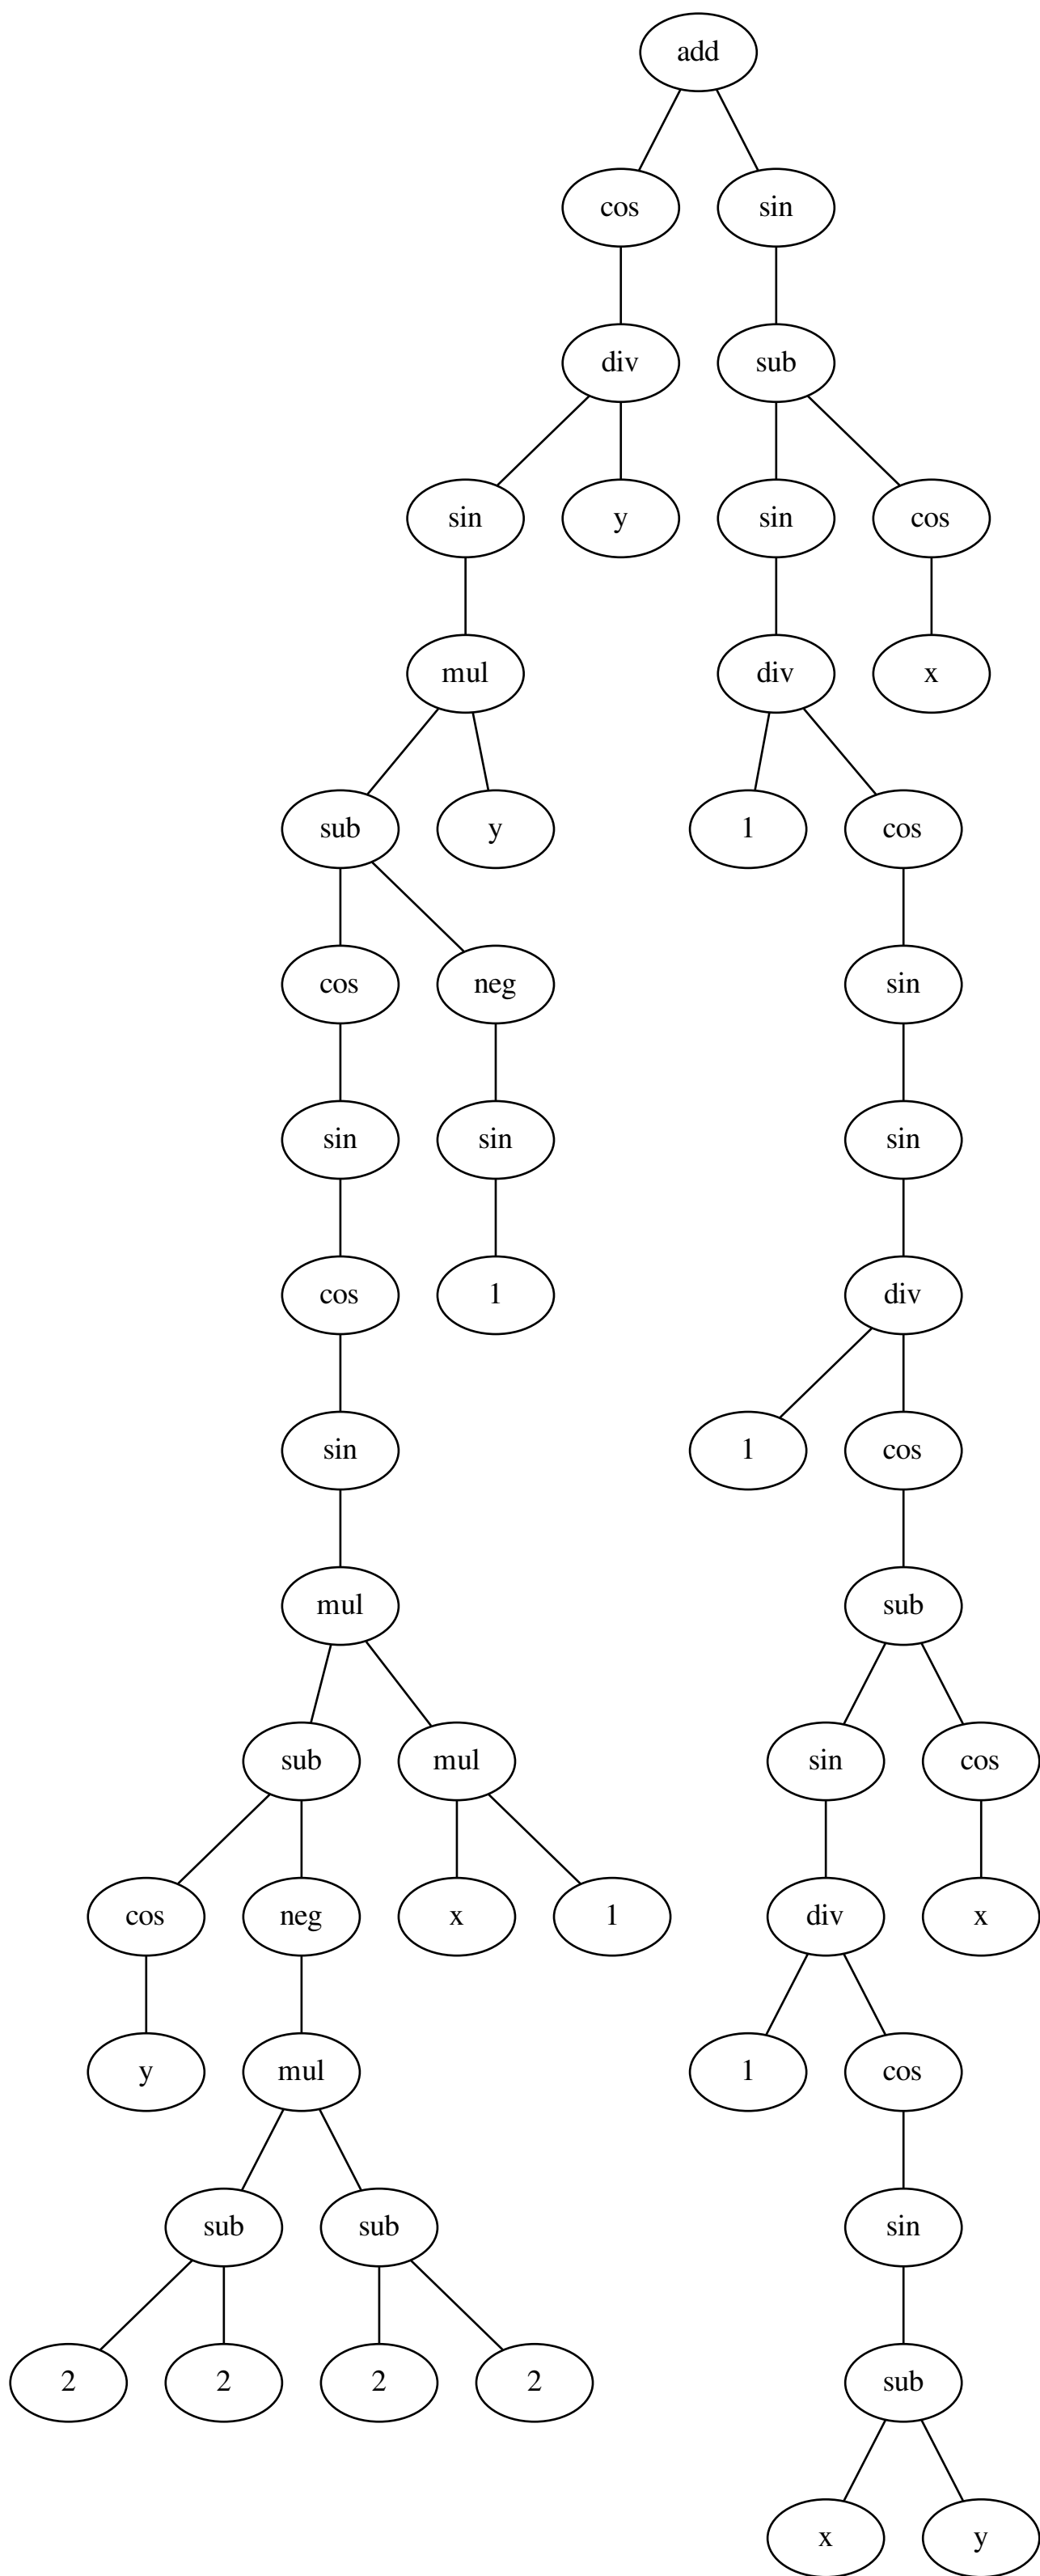 add
cos sin
div sub
sin y sin cos
mul div x
sub y 1 cos
cos neg sin
sin sin sin
cos 1 div
sin 1 cos
mul sub
sub mul sin cos
cos neg x 1 div x
y mul 1 cos
sub sub sin
2 2 2 2 sub
x y